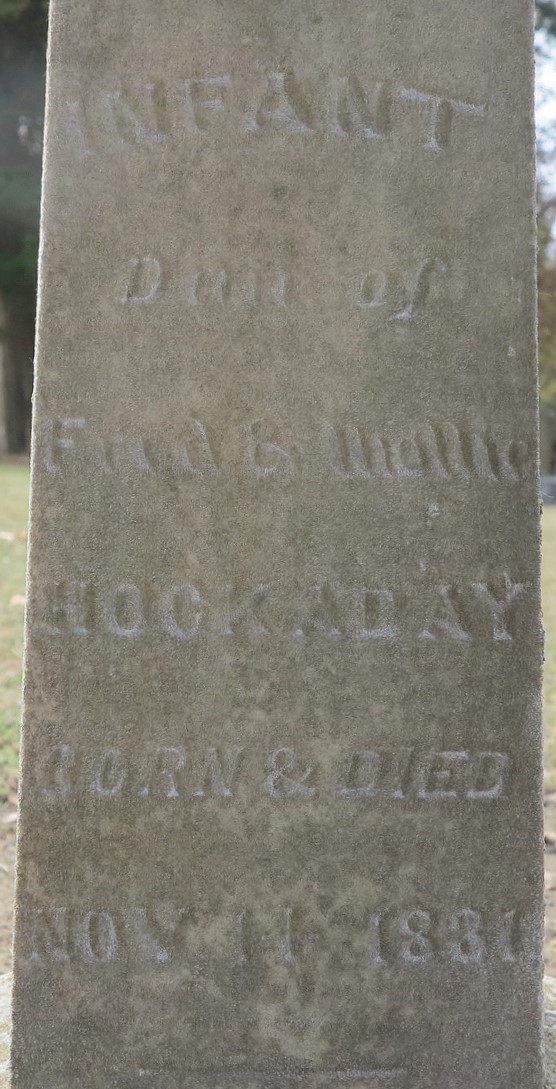 INFANT
Dau of
Fred & Mollie
HOCKADAY
BORN & DIED
NOV 11 1881